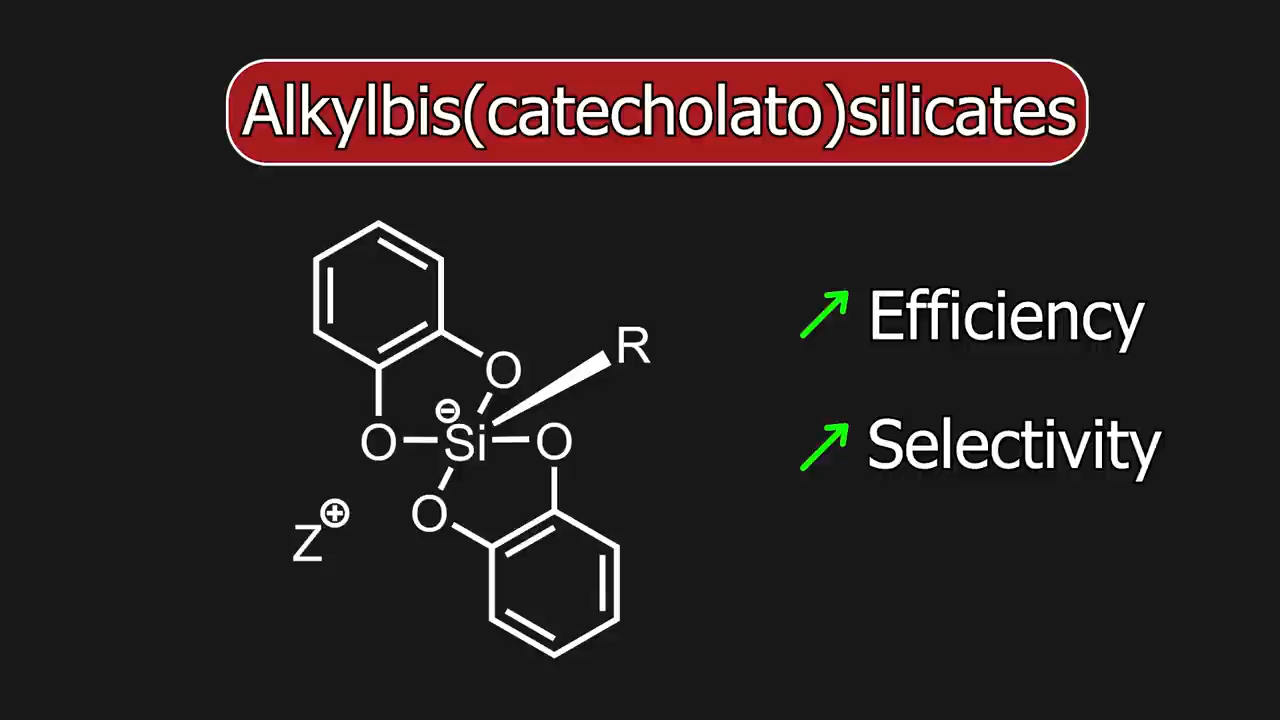 Alkylbis(catecholato)silicates
R
O
⊖
O Si O
O
Z⊕
↗ Efficiency
↗ Selectivity